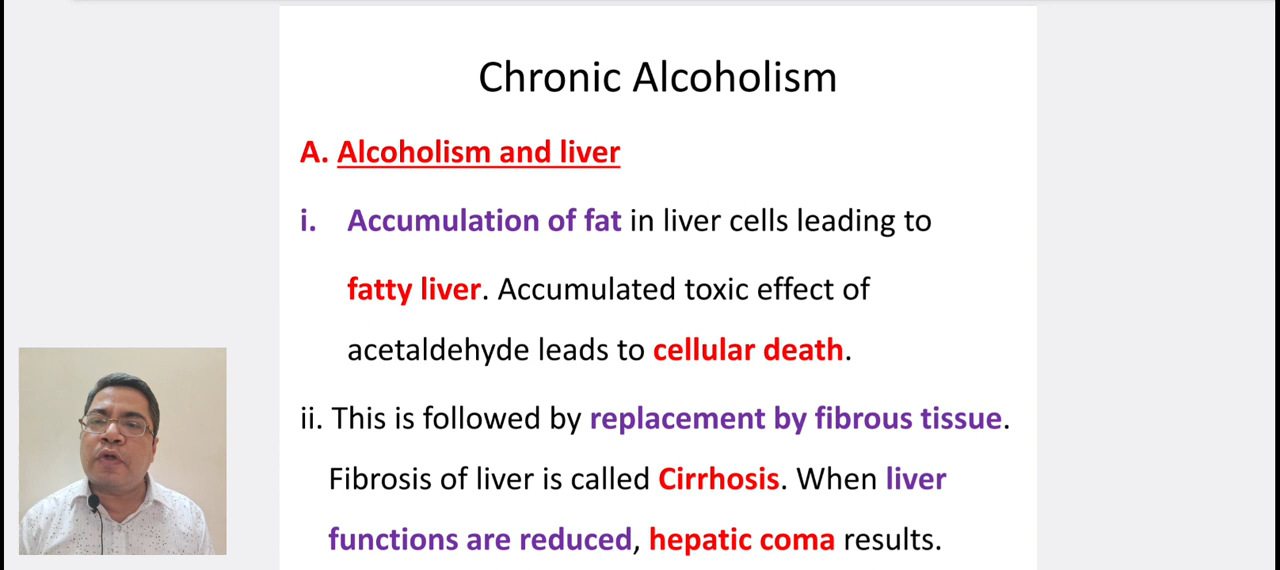 Chronic Alcoholism
A. Alcoholism and liver
i. Accumulation of fat in liver cells leading to
fatty liver. Accumulated toxic effect of
acetaldehyde leads to cellular death.
ii. This is followed by replacement by fibrous tissue.
Fibrosis of liver is called Cirrhosis. When liver
functions are reduced, hepatic coma results.